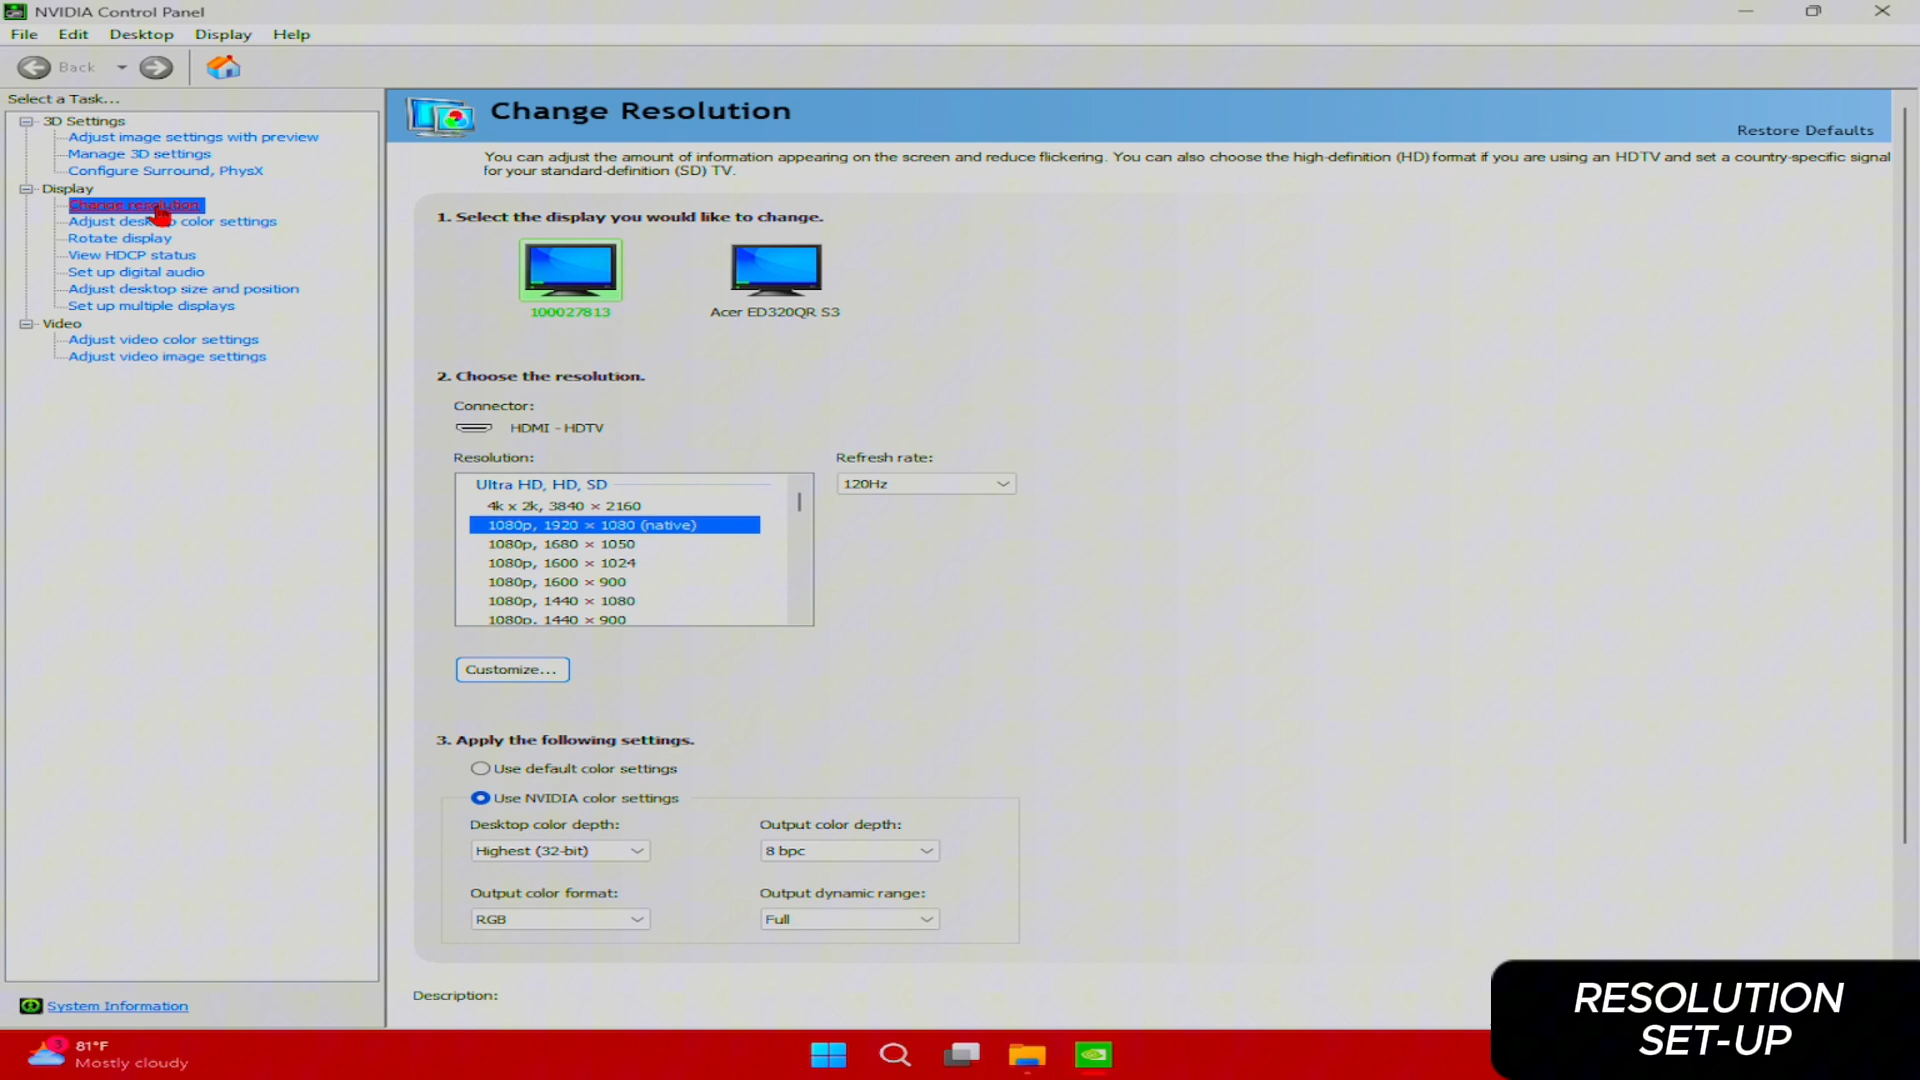 NVIDIA Control Panel
File Edit Desktop Display Help
Back
Select a Task...
3D Settings
Adjust image settings with preview
Manage 3D settings
Configure Surround, PhysX
Display
Change resolution
Adjust desktop color settings
Rotate display
View HDCP status
Set up digital audio
Adjust desktop size and position
Set up multiple displays
Video
Adjust video color settings
Adjust video image settings
System Information
Change Resolution
Restore Defaults
You can adjust the amount of information appearing on the screen and reduce flickering. You can also choose the high-definition (HD) format if you are using an HDTV and set a country-specific signal
for your standard-definition (SD) TV.
1. Select the display you would like to change.
100027813
Acer ED320QR S3
2. Choose the resolution.
Connector:
HDMI - HDTV
Resolution:
Refresh rate:
Ultra HD, HD, SD
120Hz
4k x 2k, 3840 × 2160
1080p, 1920 × 1080 (native)
1080p, 1680 × 1050
1080p, 1600 × 1024
1080p, 1600 × 900
1080p, 1440 × 1080
1080p, 1440 × 900
Customize...
3. Apply the following settings.
Use default color settings
Use NVIDIA color settings
Desktop color depth:
Output color depth:
Highest (32-bit)
8 bpc
Output color format:
Output dynamic range:
RGB
Full
Description:
RESOLUTION
SET-UP
3
81°F
Mostly cloudy